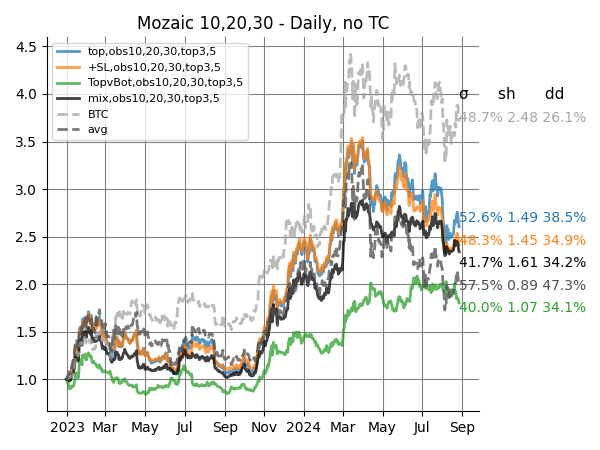 Mozaic 10,20,30 - Daily, no TC
4.5
4.0
3.5
3.0
2.5
2.0
1.5
1.0
top,obs10,20,30,top3,5
+SL,obs10,20,30,top3,5
TopvBot,obs10,20,30,top3,5
mix,obs10,20,30,top3,5
BTC
avg
σ sh dd
48.7% 2.48 26.1%
52.6% 1.49 38.5%
48.3% 1.45 34.9%
41.7% 1.61 34.2%
57.5% 0.89 47.3%
40.0% 1.07 34.1%
2023 Mar May Jul Sep Nov 2024 Mar May Jul Sep